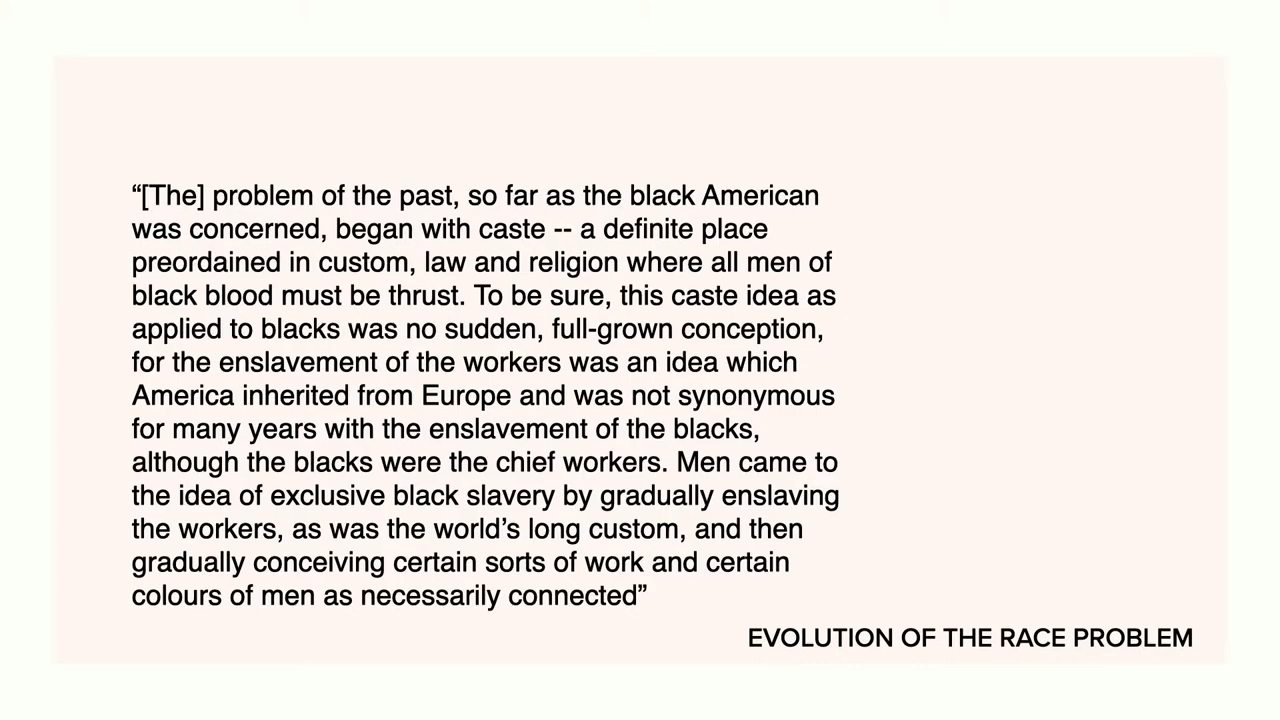 “[The] problem of the past, so far as the black American
was concerned, began with caste -- a definite place
preordained in custom, law and religion where all men of
black blood must be thrust. To be sure, this caste idea as
applied to blacks was no sudden, full-grown conception,
for the enslavement of the workers was an idea which
America inherited from Europe and was not synonymous
for many years with the enslavement of the blacks,
although the blacks were the chief workers. Men came to
the idea of exclusive black slavery by gradually enslaving
the workers, as was the world’s long custom, and then
gradually conceiving certain sorts of work and certain
colours of men as necessarily connected”
EVOLUTION OF THE RACE PROBLEM